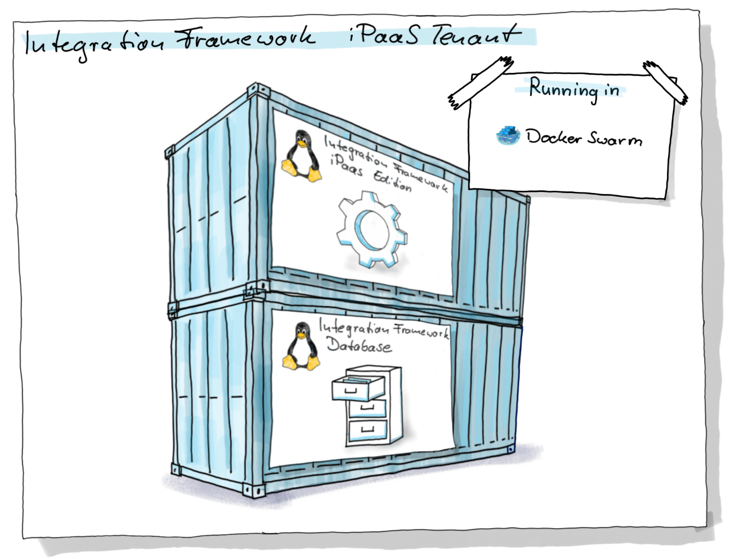 Integration Framework iPaaS Tenant
Running in
Docker Swarm
Integration Framework
iPaas Edition
Integration Framework
Database